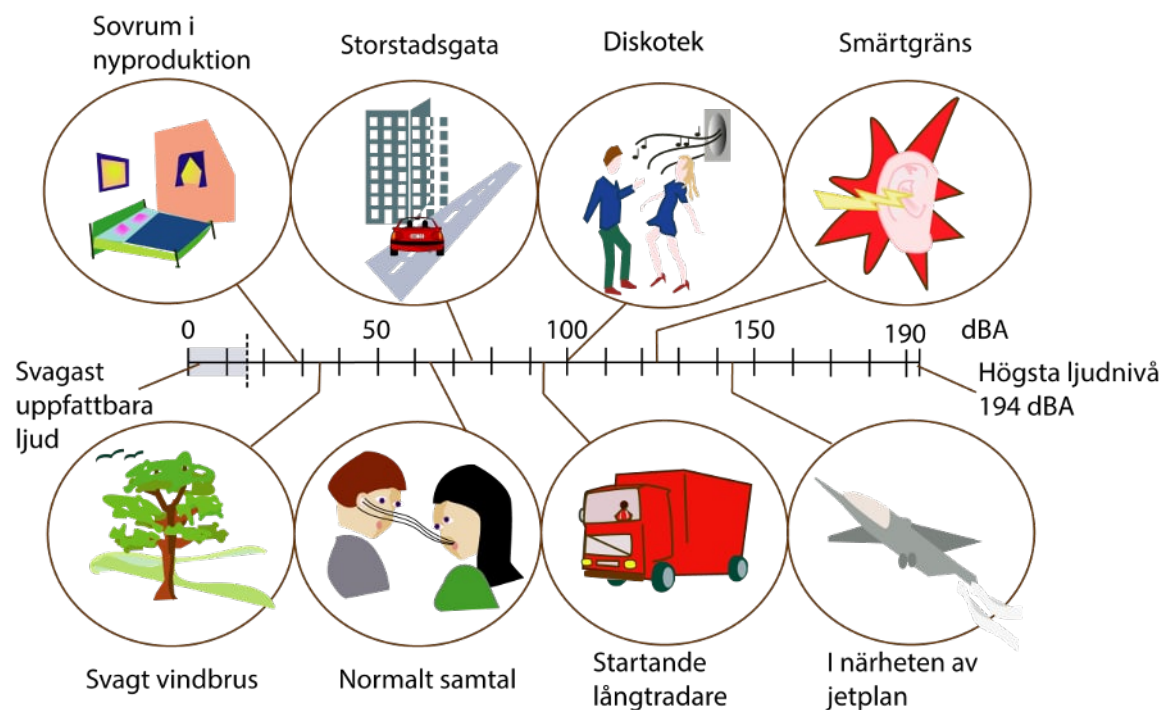 Sovrum i
nyproduktion
Storstadsgata
Diskotek
Smärtgräns
0
50
100
150
190
dBA
Svagast
uppfattbara
ljud
Högsta ljudnivå
194 dBA
Svagt vindbrus
Normalt samtal
Startande
långtradare
I närheten av
jetplan